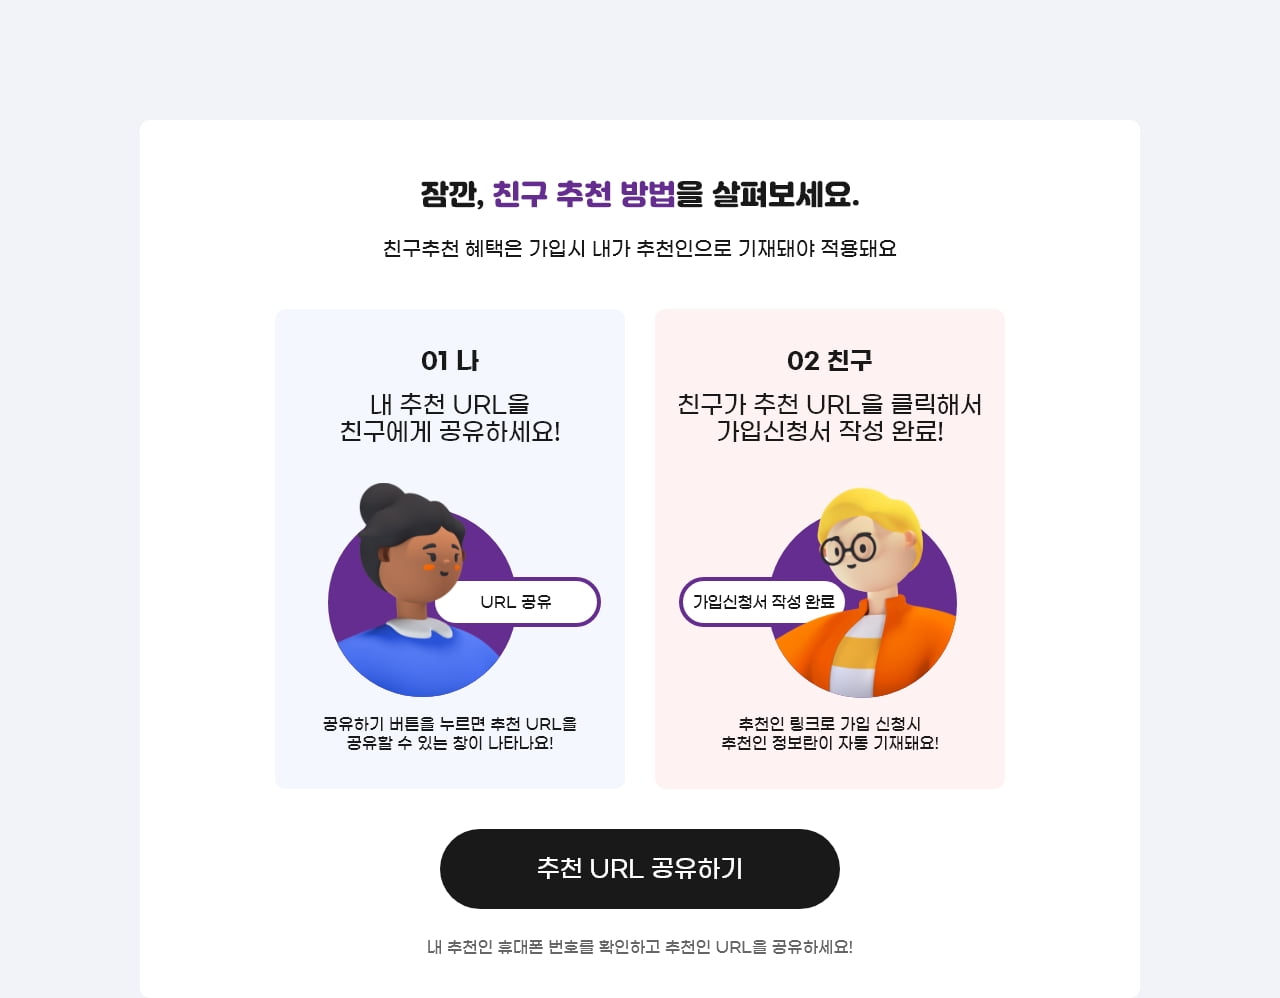 잠깐, 친구 추천 방법을 살펴보세요.
친구추천 혜택은 가입시 내가 추천인으로 기재돼야 적용돼요
01 나
내 추천 URL을
친구에게 공유하세요!
URL 공유
공유하기 버튼을 누르면 추천 URL을
공유할 수 있는 창이 나타나요!
02 친구
친구가 추천 URL을 클릭해서
가입신청서 작성 완료!
가입신청서 작성 완료
추천인 링크로 가입 신청시
추천인 정보란이 자동 기재돼요!
추천 URL 공유하기
내 추천인 휴대폰 번호를 확인하고 추천인 URL을 공유하세요!